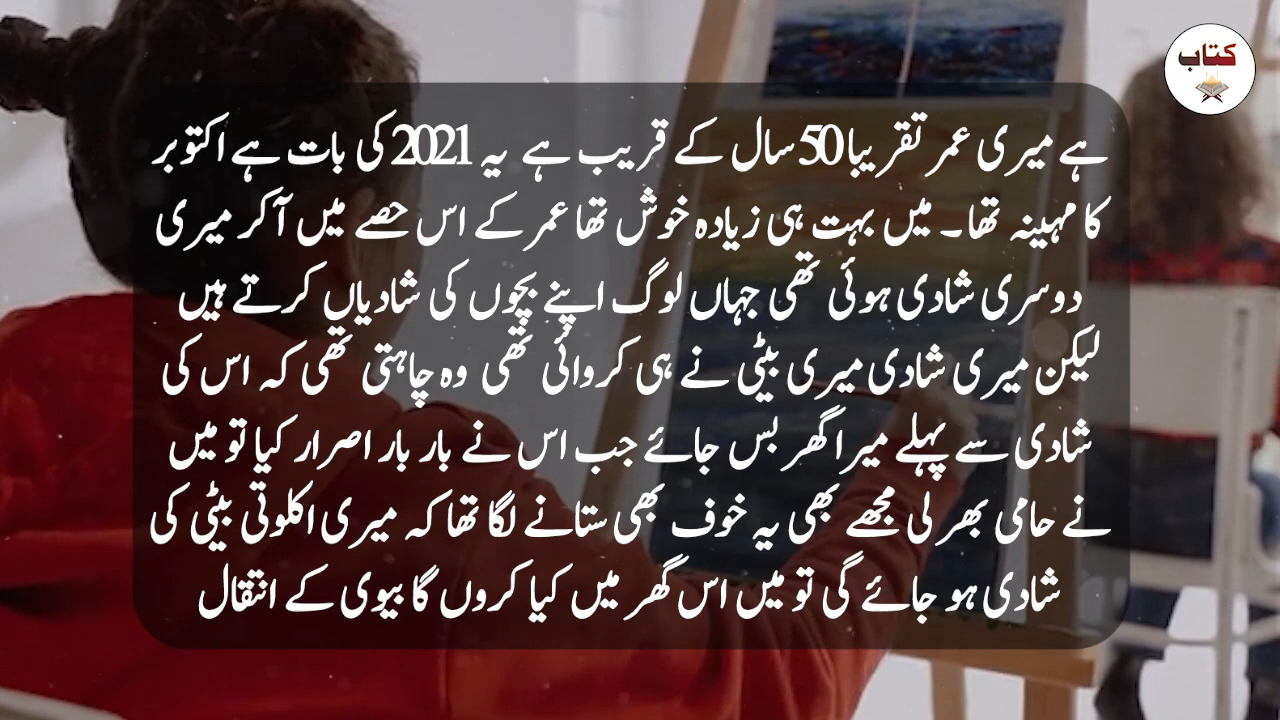 کتاب
ہے میری عمر تقریبا 50 سال کے قریب ہے یہ 2021 کی بات ہے اکتوبر
کا مہینہ تھا۔ میں بہت ہی زیادہ خوش تھا عمر کے اس حصے میں آکر میری
دوسری شادی ہوئی تھی جہاں لوگ اپنے بچوں کی شادیاں کرتے ہیں
لیکن میری شادی میری بیٹی نے ہی کروائی تھی وہ چاہتی تھی کہ اس کی
شادی سے پہلے میرا گھر بس جائے جب اس نے بار بار اصرار کیا تو میں
نے حامی بھر لی مجھے بھی یہ خوف بھی ستانے لگا تھا کہ میری اکلوتی بیٹی کی
شادی ہو جائے گی تو میں اس گھر میں کیا کروں گا بیوی کے انتقال